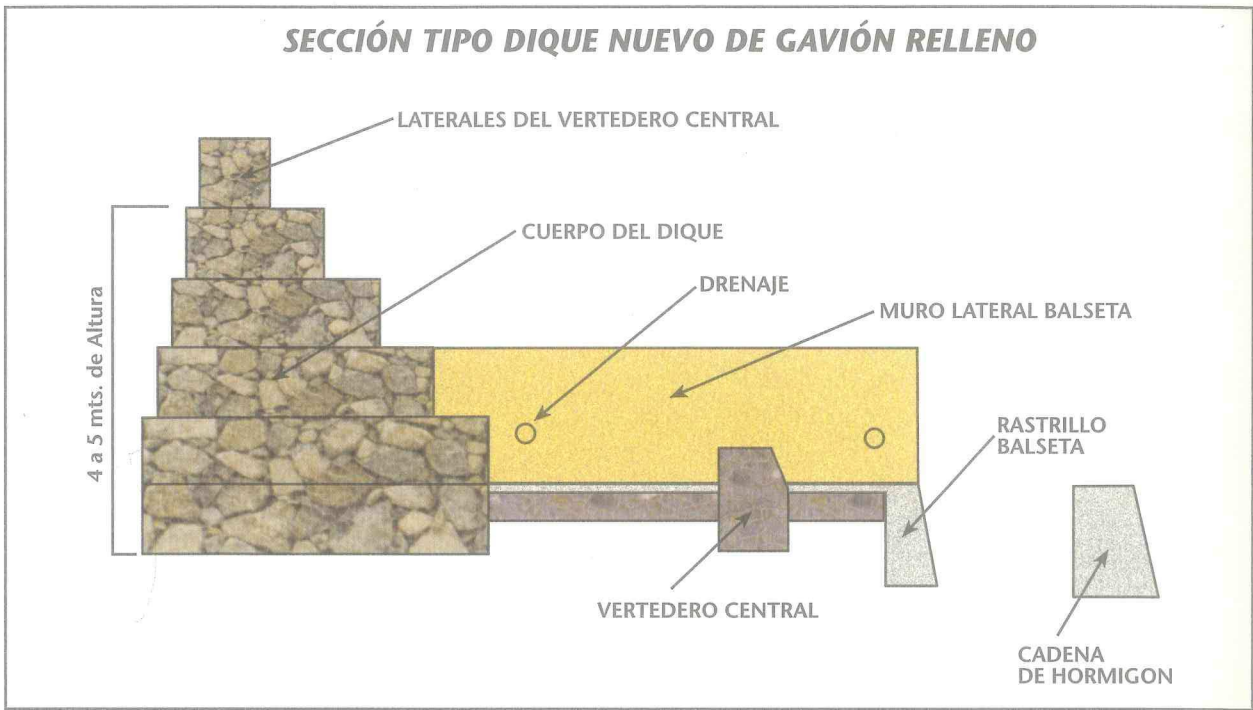 SECCIÓN TIPO DIQUE NUEVO DE GAVIÓN RELLENO
LATERALES DEL VERTEDERO CENTRAL
CUERPO DEL DIQUE
DRENAJE
MURO LATERAL BALSETA
4 a 5 mts. de Altura
RASTRILLO
BALSETA
VERTEDERO CENTRAL
CADENA
DE HORMIGON